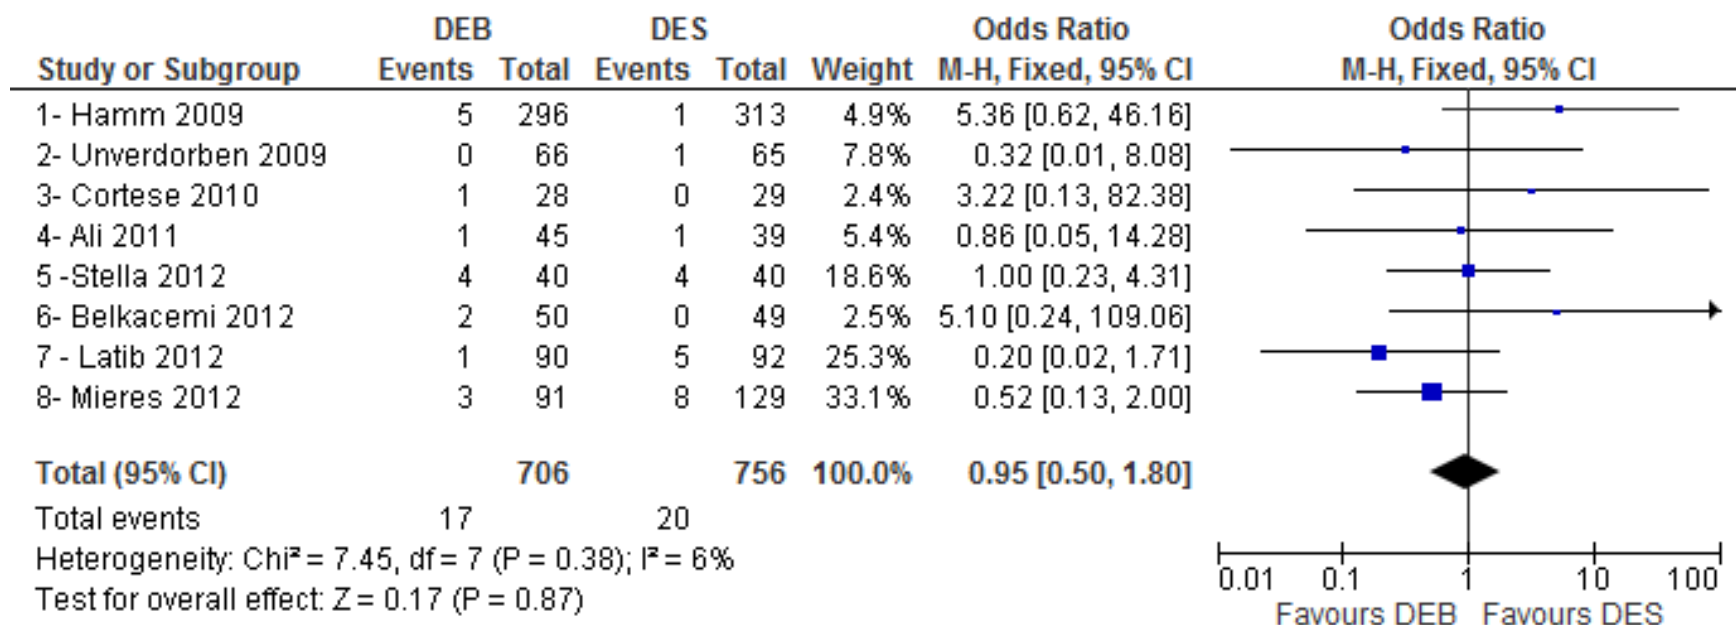 DEB DES Odds Ratio Odds Ratio
Study or Subgroup Events Total Events Total Weight M-H, Fixed, 95% CI M-H, Fixed, 95% CI
1- Hamm 2009 5 296 1 313 4.9% 5.36 [0.62, 46.16]
2- Unverdorben 2009 0 66 1 65 7.8% 0.32 [0.01, 8.08]
3- Cortese 2010 1 28 0 29 2.4% 3.22 [0.13, 82.38]
4- Ali 2011 1 45 1 39 5.4% 0.86 [0.05, 14.28]
5 -Stella 2012 4 40 4 40 18.6% 1.00 [0.23, 4.31]
6- Belkacemi 2012 2 50 0 49 2.5% 5.10 [0.24, 109.06]
7 - Latib 2012 1 90 5 92 25.3% 0.20 [0.02, 1.71]
8- Mieres 2012 3 91 8 129 33.1% 0.52 [0.13, 2.00]
Total (95% CI) 706 756 100.0% 0.95 [0.50, 1.80]
Total events 17 20
Heterogeneity: Chi² = 7.45, df = 7 (P = 0.38); I² = 6%
Test for overall effect: Z = 0.17 (P = 0.87)
0.01 0.1 1 10 100
Favours DEB Favours DES